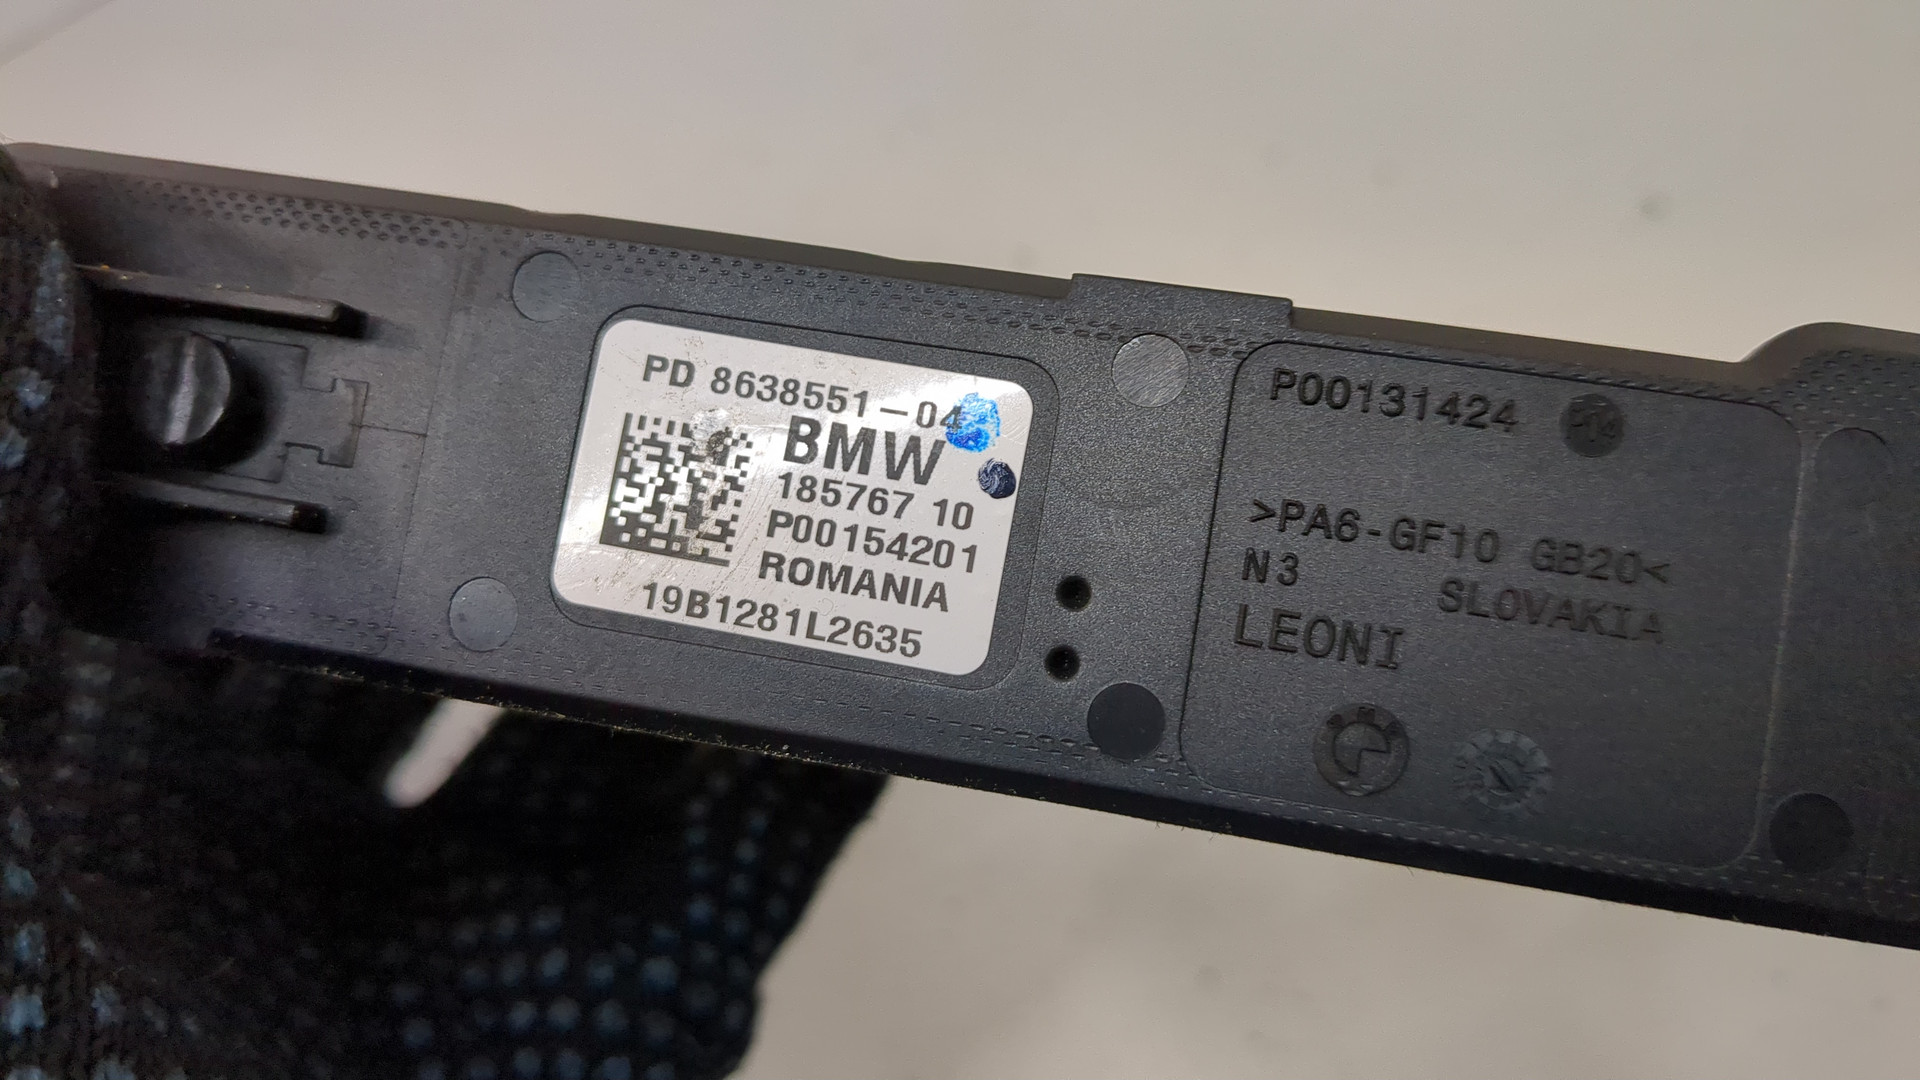 PD 8638551-04
BMW
185767 10
P00154201
ROMANIA
19B1281L2635
P00131424
>PA6-GF10 GB20<
N3 SLOVAKIA
LEONI